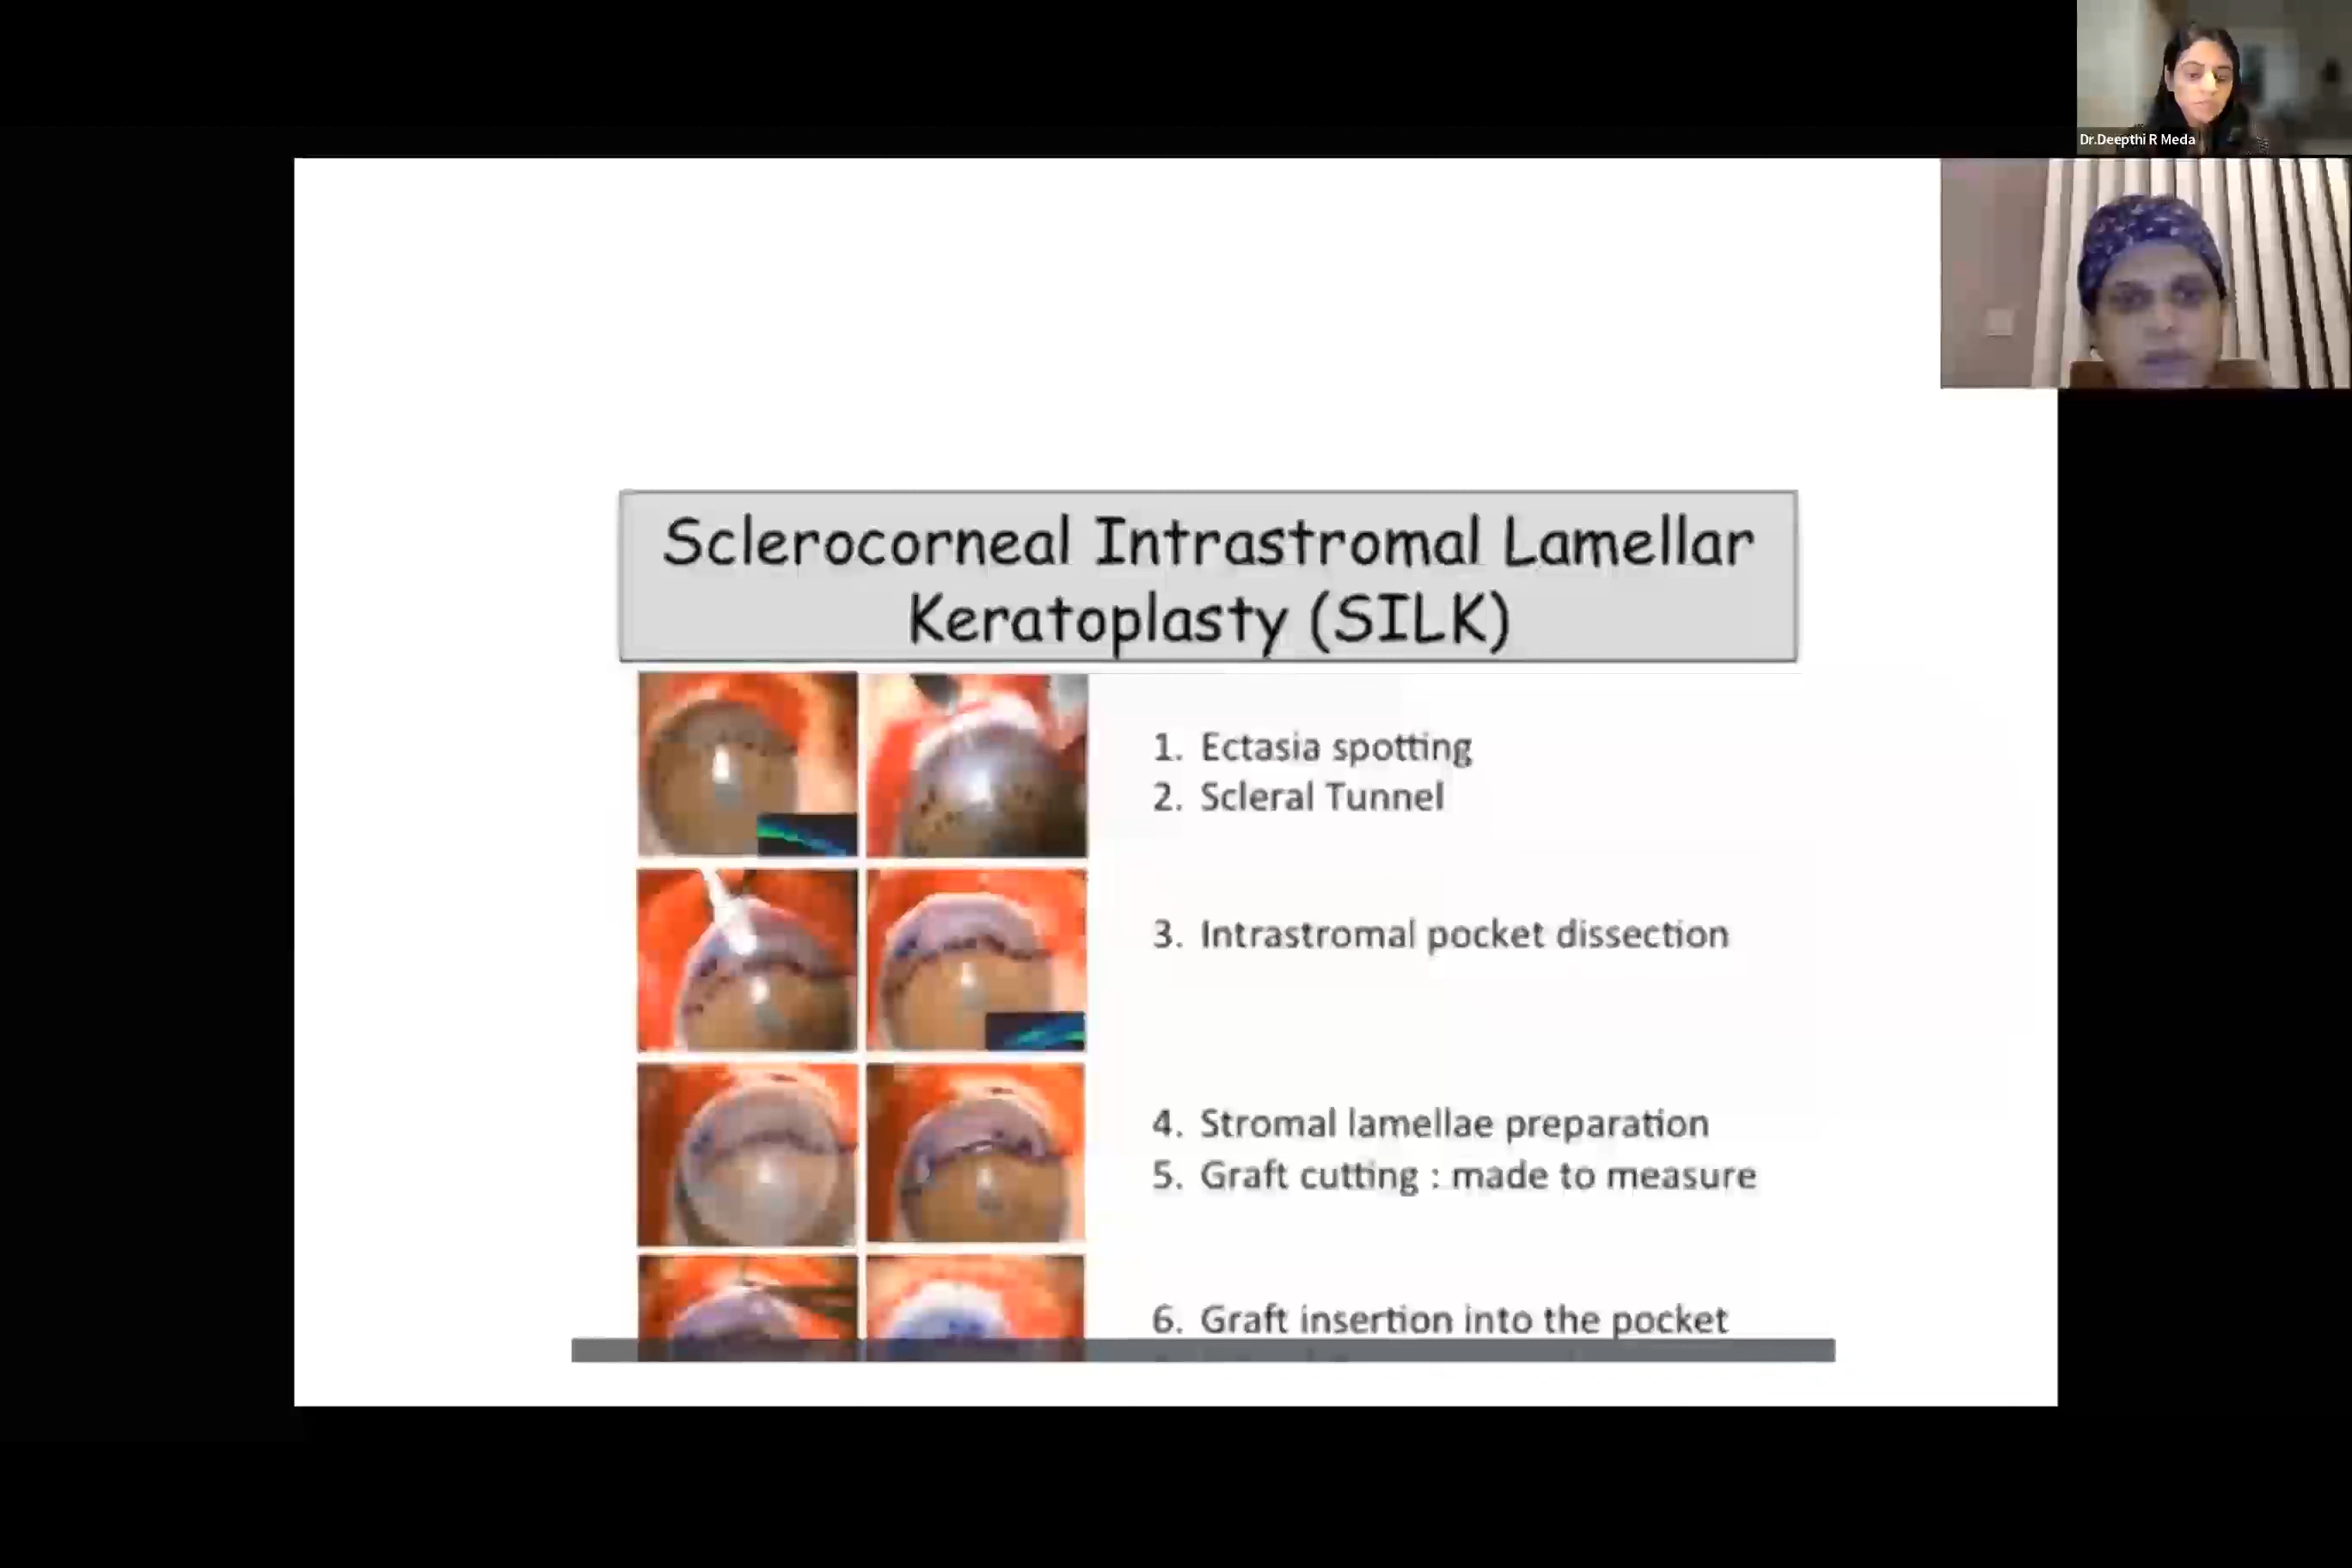 Dr.Deepthi R Meda
Sclerocorneal Intrastromal Lamellar
Keratoplasty (SILK)
1. Ectasia spotting
2. Scleral Tunnel
3. Intrastromal pocket dissection
4. Stromal lamellae preparation
5. Graft cutting : made to measure
6. Graft insertion into the pocket